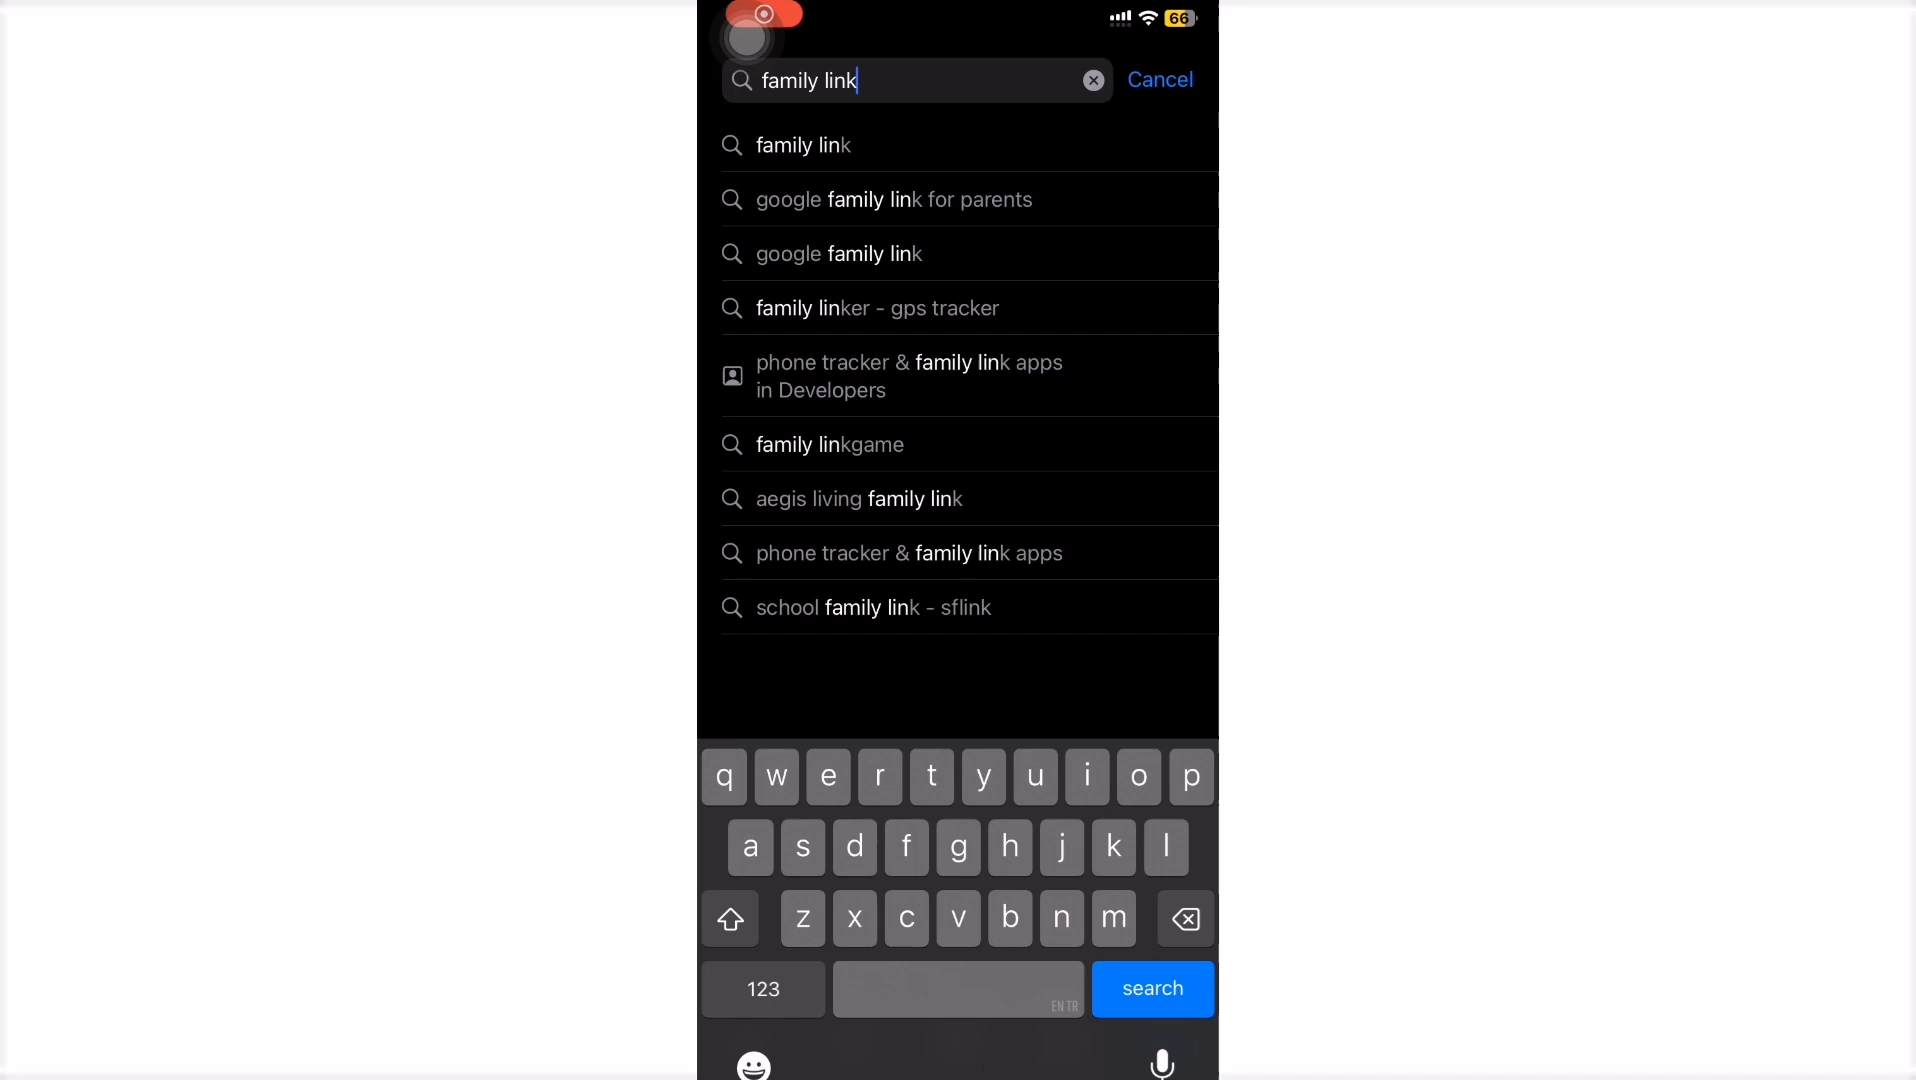 66
family link
Cancel
family link
google family link for parents
google family link
family linker - gps tracker
phone tracker & family link apps
in Developers
family linkgame
aegis living family link
phone tracker & family link apps
school family link - sflink
q w e r t y u i o p
a s d f g h j k l
z x c v b n m
123
EN TR
search